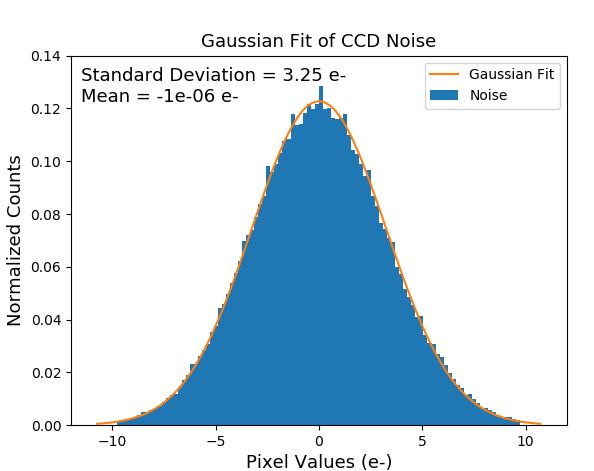 Gaussian Fit of CCD Noise
Standard Deviation = 3.25 e-
Mean = -1e-06 e-
Gaussian Fit
Noise
0.14
0.12
0.10
0.08
0.06
0.04
0.02
0.00
Normalized Counts
−10
−5
0
5
10
Pixel Values (e-)